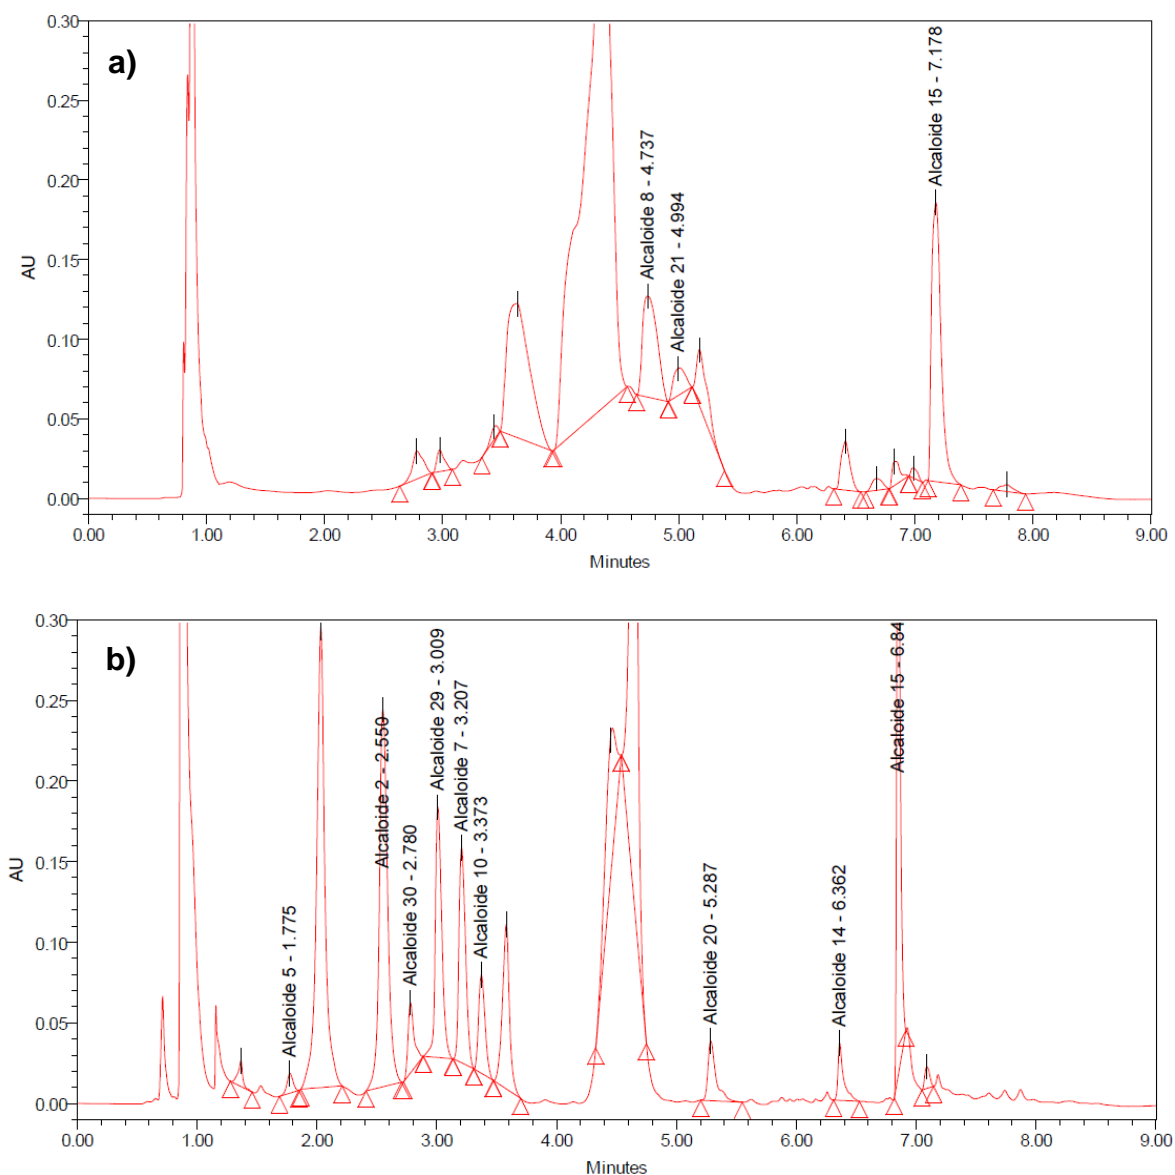 a)
0.30
0.25
0.20
0.15
0.10
0.05
0.00
AU
Alcaloide 8 - 4.737
Alcaloide 21 - 4.994
Alcaloide 15 - 7.178
0.00 1.00 2.00 3.00 4.00 5.00 6.00 7.00 8.00 9.00
Minutes
b)
0.30
0.25
0.20
0.15
0.10
0.05
0.00
AU
Alcaloide 5 - 1.775
Alcaloide 2 - 2.550
Alcaloide 30 - 2.780
Alcaloide 29 - 3.009
Alcaloide 7 - 3.207
Alcaloide 10 - 3.373
Alcaloide 20 - 5.287
Alcaloide 14 - 6.362
Alcaloide 15 - 6.84
0.00 1.00 2.00 3.00 4.00 5.00 6.00 7.00 8.00 9.00
Minutes